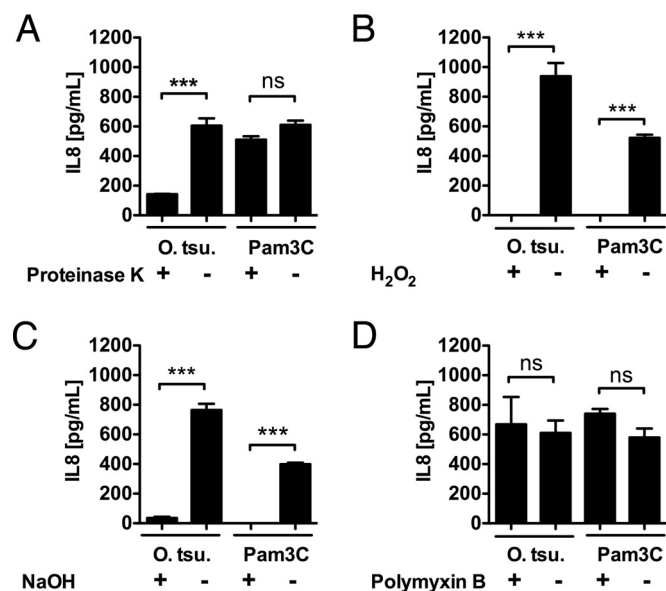 A
IL8 [pg/mL]
1200
1000
800
600
400
200
0
***
ns
O. tsu.
Pam3C
Proteinase K + - + -
B
IL8 [pg/mL]
1200
1000
800
600
400
200
0
***
***
O. tsu.
Pam3C
H₂O₂ + - + -
C
IL8 [pg/mL]
1200
1000
800
600
400
200
0
***
***
O. tsu.
Pam3C
NaOH + - + -
D
IL8 [pg/mL]
1200
1000
800
600
400
200
0
ns
ns
O. tsu.
Pam3C
Polymyxin B + - + -